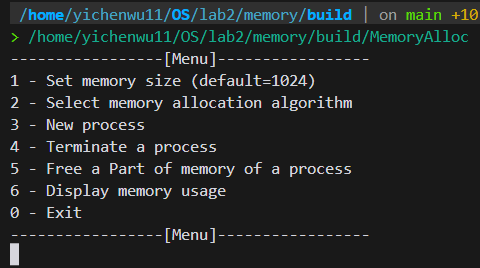 /home/yichenwu11/OS/lab2/memory/build | on main +10
> /home/yichenwu11/OS/lab2/memory/build/MemoryAlloc
-----------------[Menu]-----------------
1 - Set memory size (default=1024)
2 - Select memory allocation algorithm
3 - New process
4 - Terminate a process
5 - Free a Part of memory of a process
6 - Display memory usage
0 - Exit
-----------------[Menu]-----------------